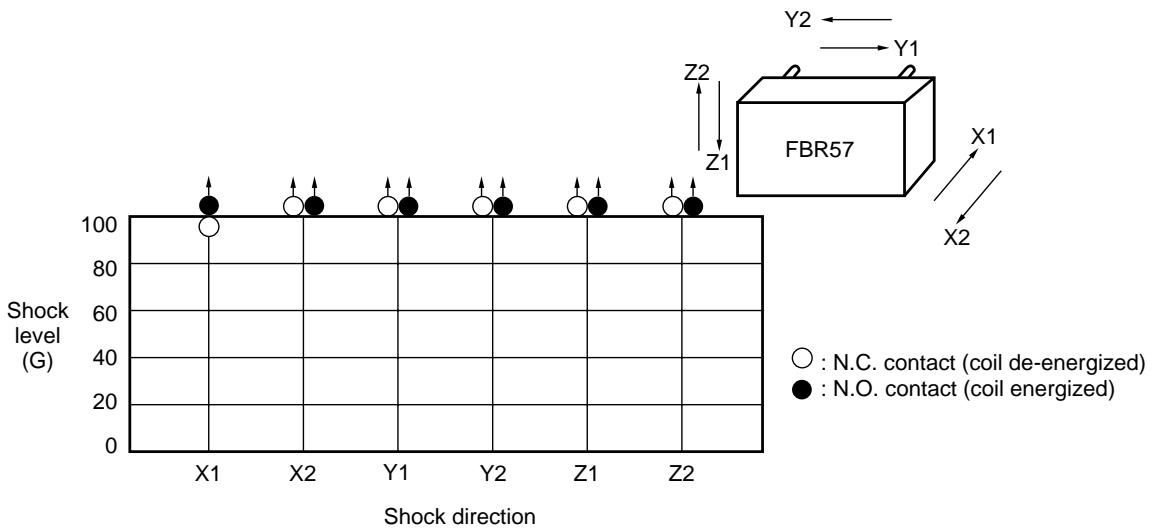 Y2
Y1
Z2
Z1
FBR57
X1
X2
100
80
60
40
20
0
Shock
level
(G)
: N.C. contact (coil de-energized)
: N.O. contact (coil energized)
X1 X2 Y1 Y2 Z1 Z2
Shock direction